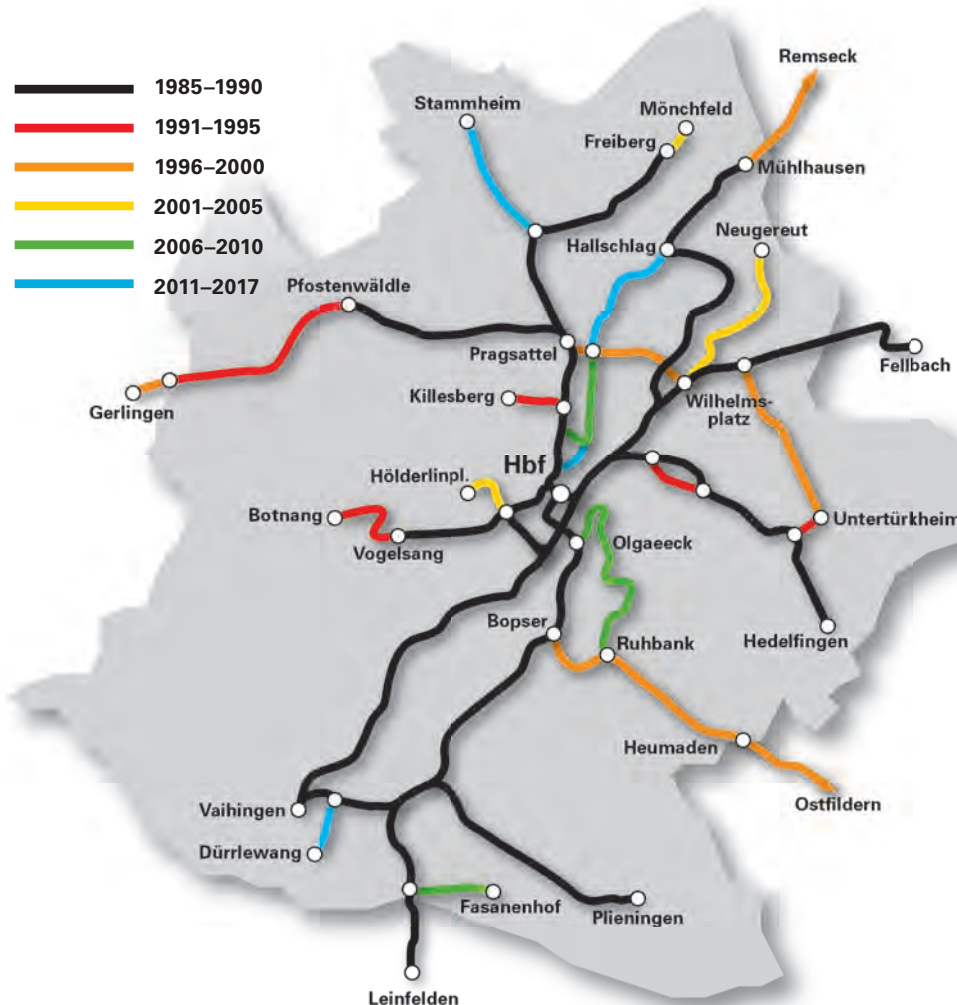 1985–1990
1991–1995
1996–2000
2001–2005
2006–2010
2011–2017
Remseck
Stammheim
Mönchfeld
Freiberg
Mühlhausen
Neugereut
Hallschlag
Pfostenwäldle
Pragsattel
Fellbach
Killesberg
Wilhelms-
platz
Gerlingen
Hbf
Hölderlinpl.
Botnang
Untertürkheim
Olgaeeck
Vogelsang
Bopser
Ruhbank
Hedelfingen
Heumaden
Vaihingen
Ostfildern
Dürrlewang
Fasanenhof
Plieningen
Leinfelden